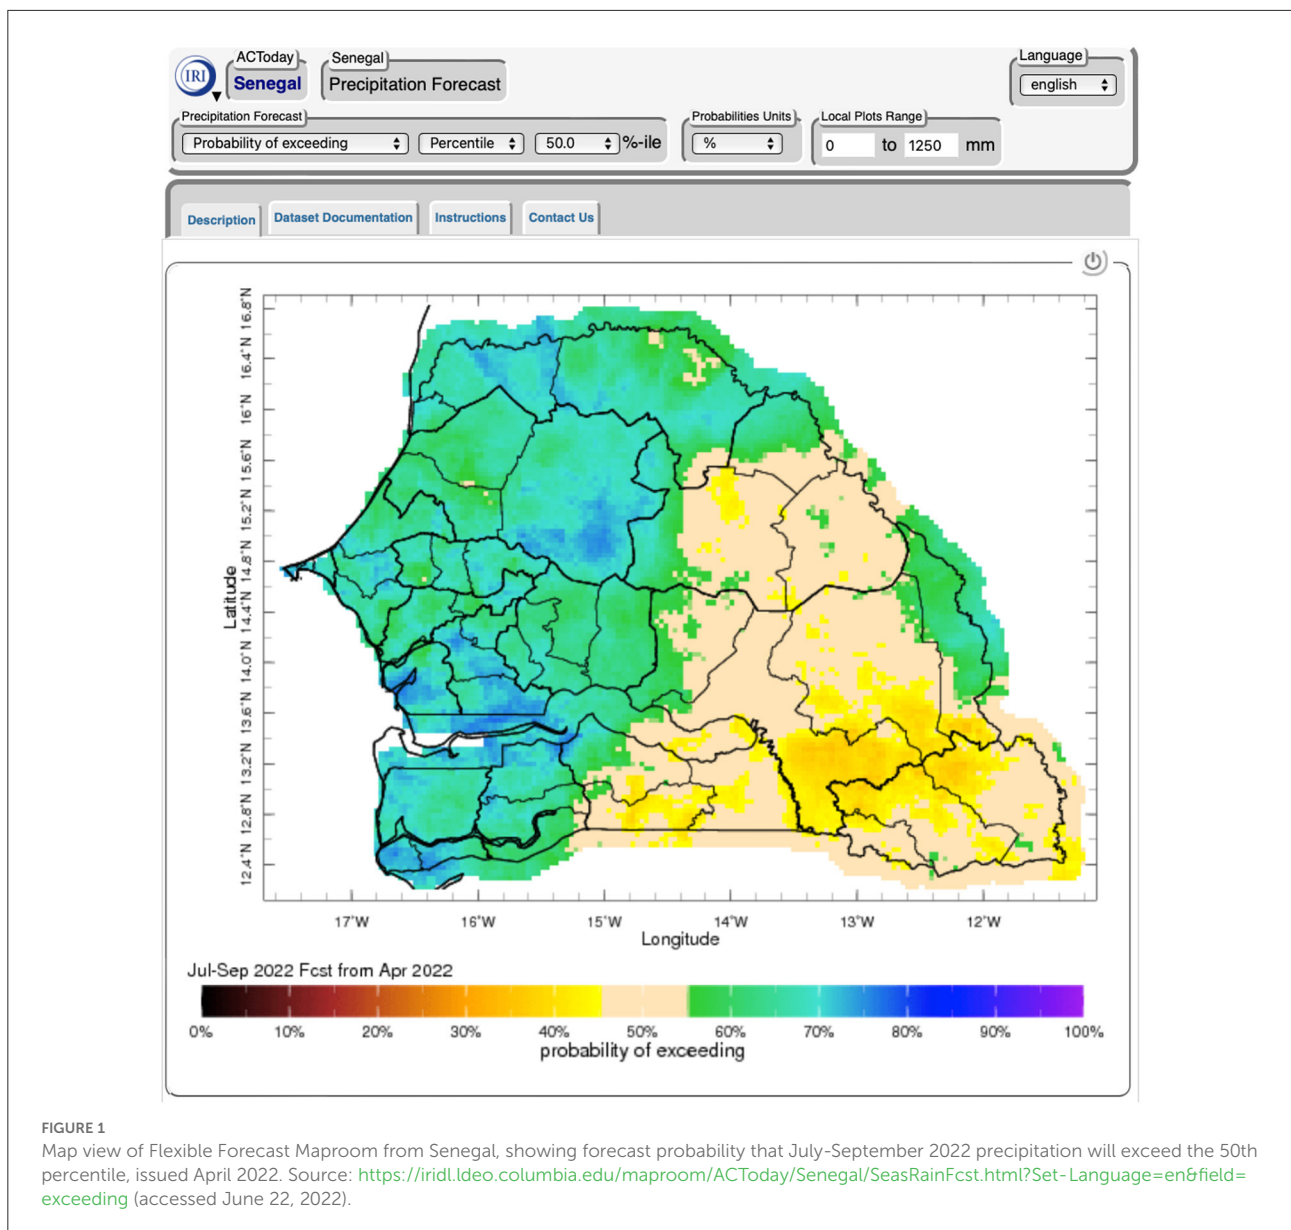 ACToday
Senegal
Language
IRI
Senegal
Precipitation Forecast
english
Precipitation Forecast
Probabilities Units
Local Plots Range
Probability of exceeding
Percentile
50.0
%-ile
%
0
to
1250
mm
Description
Dataset Documentation
Instructions
Contact Us
16.8°N
16.4°N
16°N
15.6°N
15.2°N
14.8°N
14.4°N
14.0°N
13.6°N
13.2°N
12.8°N
12.4°N
Latitude
17°W 16°W 15°W 14°W 13°W 12°W
Longitude
Jul-Sep 2022 Fcst from Apr 2022
0% 10% 20% 30% 40% 50% 60% 70% 80% 90% 100%
probability of exceeding
FIGURE 1
Map view of Flexible Forecast Maproom from Senegal, showing forecast probability that July-September 2022 precipitation will exceed the 50th
percentile, issued April 2022. Source: https://iridl.ldeo.columbia.edu/maproom/ACToday/Senegal/SeasRainFcst.html?Set-Language=en&field=
exceeding (accessed June 22, 2022).